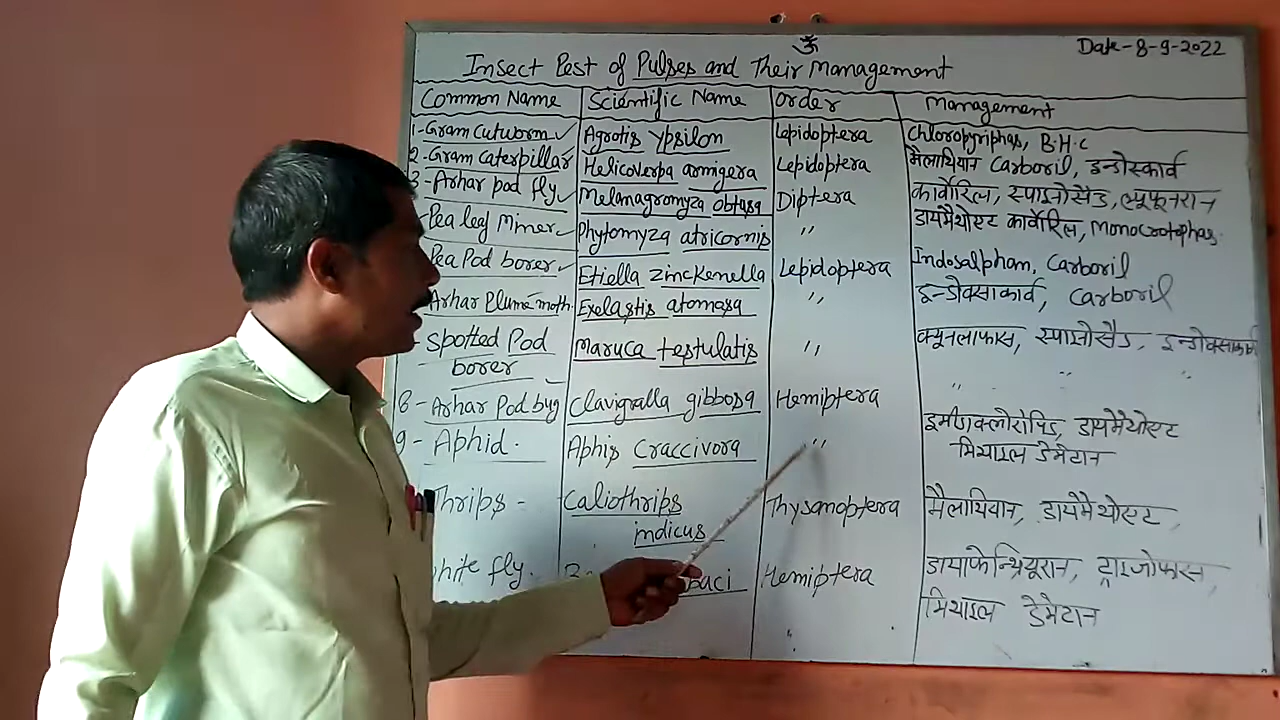 ॐ
Date-8-9-2022
Insect Pest of Pulses and Their Management
Common Name Scientific Name Order Management
1-Gram Cutworm Agrotis Ypsilon Lepidoptera Chloropyriphas, B.H.C
2-Gram Caterpillar Helicoverpa armigera Lepidoptera मैलाथियान Carboril, इन्डोस्कार्व
3-Arhar pod fly Melanagromyza obtusa Diptera कार्वोरिल, स्पाइनोसैड, ल्यूफूनरान
Pea leaf Miner Phytomyza atricornis " डायमैथोएट कार्वोरिल, Monocrotophas.
Pea Pod borer Etiella zinckenella Lepidoptera Indosalpham, Carboril
Arhar Plume moth. Exelastis atomosa " इन्डोक्साकार्व, Carboril
Spotted Pod Maruca testulatis " क्यूनलाफास, स्पाइनोसैड, इन्डोक्साकार्व
borer " " "
8-Arhar Pod bug Clavigralla gibbosa Hemiptera
इमीडाक्लोरोपिड, डायमैथोएट
9-Aphid. Aphis Craccivora "
मिथाइल डेमेटान
Thrips- Caliothrips Thysanoptera मैलाथियान, डायमैथोएट,
indicus
fly. baci Hemiptera डायाफेन्थियूरान, ट्राइजोफास,
मिथाइल डेमेटान